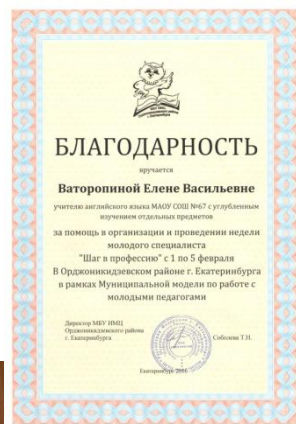 БЛАГОДАРНОСТЬ
вручается
Ваторопиной Елене Васильевне
учителю английского языка МАОУ СОШ №67 с углубленным
изучением отдельных предметов
за помощь в организации и проведении недели
молодого специалиста
"Шаг в профессию" с 1 по 5 февраля
В Орджоникидзевском районе г. Екатеринбурга
в рамках Муниципальной модели по работе с
молодыми педагогами
Директор МБУ ИМЦ
Орджоникидзевского района
г. Екатеринбурга
Соболева Т.Н.
Екатеринбург 2016